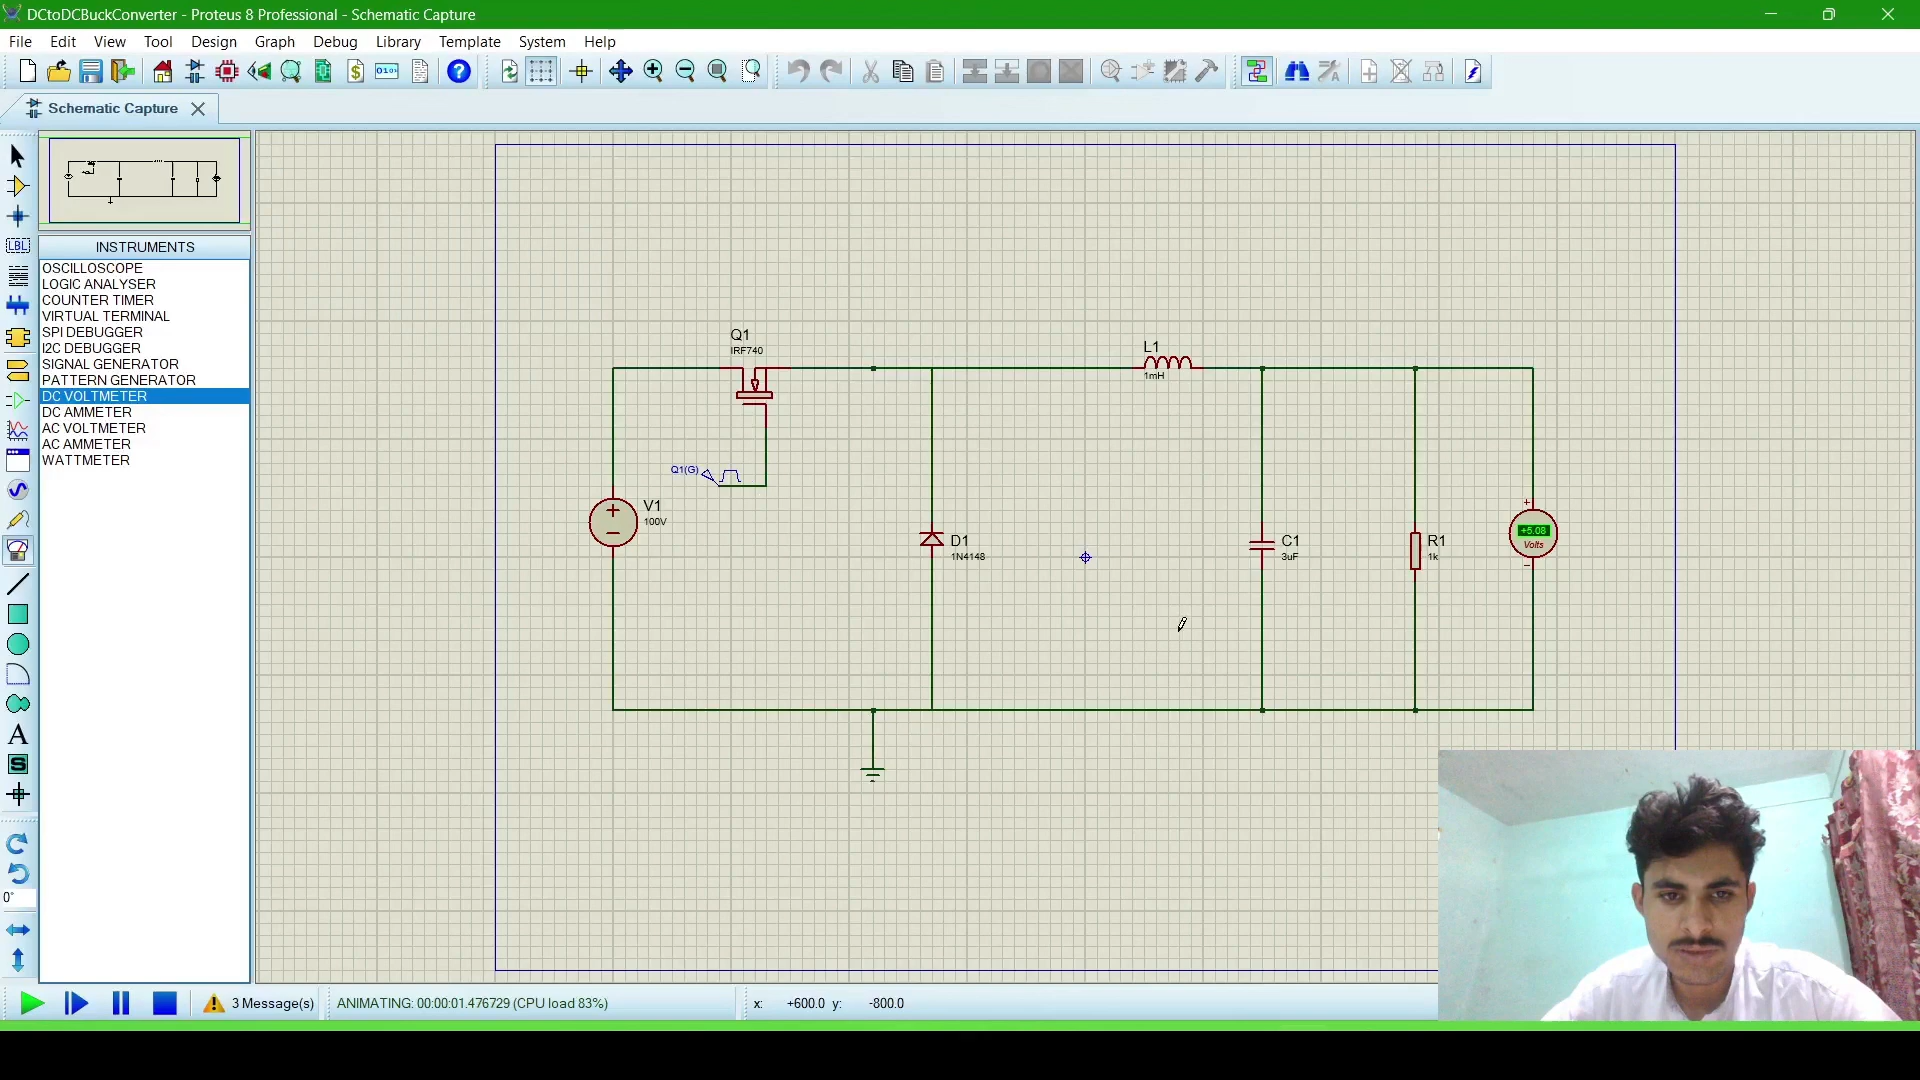 DCtoDCBuckConverter - Proteus 8 Professional - Schematic Capture
File Edit View Tool Design Graph Debug Library Template System Help
Schematic Capture
INSTRUMENTS
OSCILLOSCOPE
LOGIC ANALYSER
COUNTER TIMER
VIRTUAL TERMINAL
SPI DEBUGGER
I2C DEBUGGER
SIGNAL GENERATOR
PATTERN GENERATOR
DC VOLTMETER
DC AMMETER
AC VOLTMETER
AC AMMETER
WATTMETER
LBL
A
S
0°
Q1
IRF740
Q1(G)
V1
100V
D1
1N4148
L1
1mH
C1
3uF
R1
1k
+5.08
Volts
3 Message(s)
ANIMATING: 00:00:01.476729 (CPU load 83%)
x: +600.0 y: -800.0